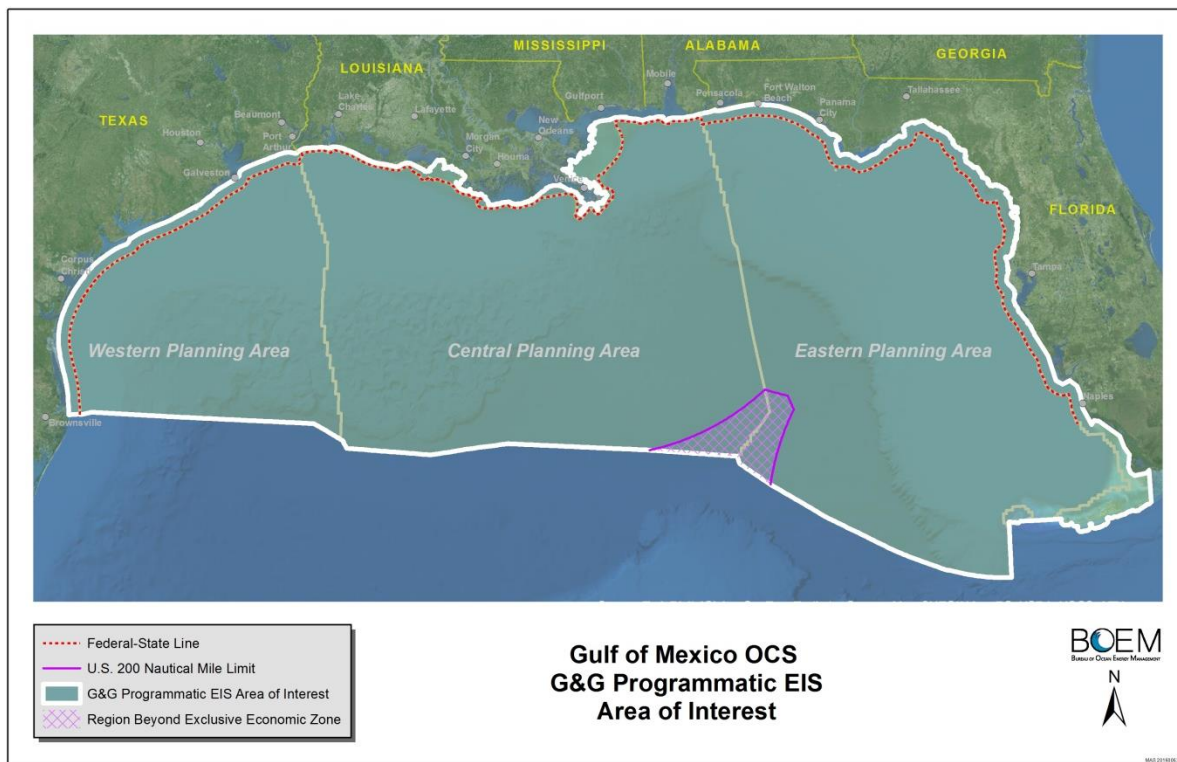 MISSISSIPPI
ALABAMA
GEORGIA
LOUISIANA
TEXAS
FLORIDA
Mobile
Gulfport
Pensacola
Fort Walton
Beach
Panama
City
Tallahassee
Lake
Charles
Lafayette
Beaumont
Houston
Port
Arthur
New
Orleans
Morgan
City
Houma
Venice
Galveston
Corpus
Christi
Tampa
Naples
Brownsville
Western Planning Area
Central Planning Area
Eastern Planning Area
Federal-State Line
U.S. 200 Nautical Mile Limit
G&G Programmatic EIS Area of Interest
Region Beyond Exclusive Economic Zone
Gulf of Mexico OCS
G&G Programmatic EIS
Area of Interest
BOEM
BUREAU OF OCEAN ENERGY MANAGEMENT
N